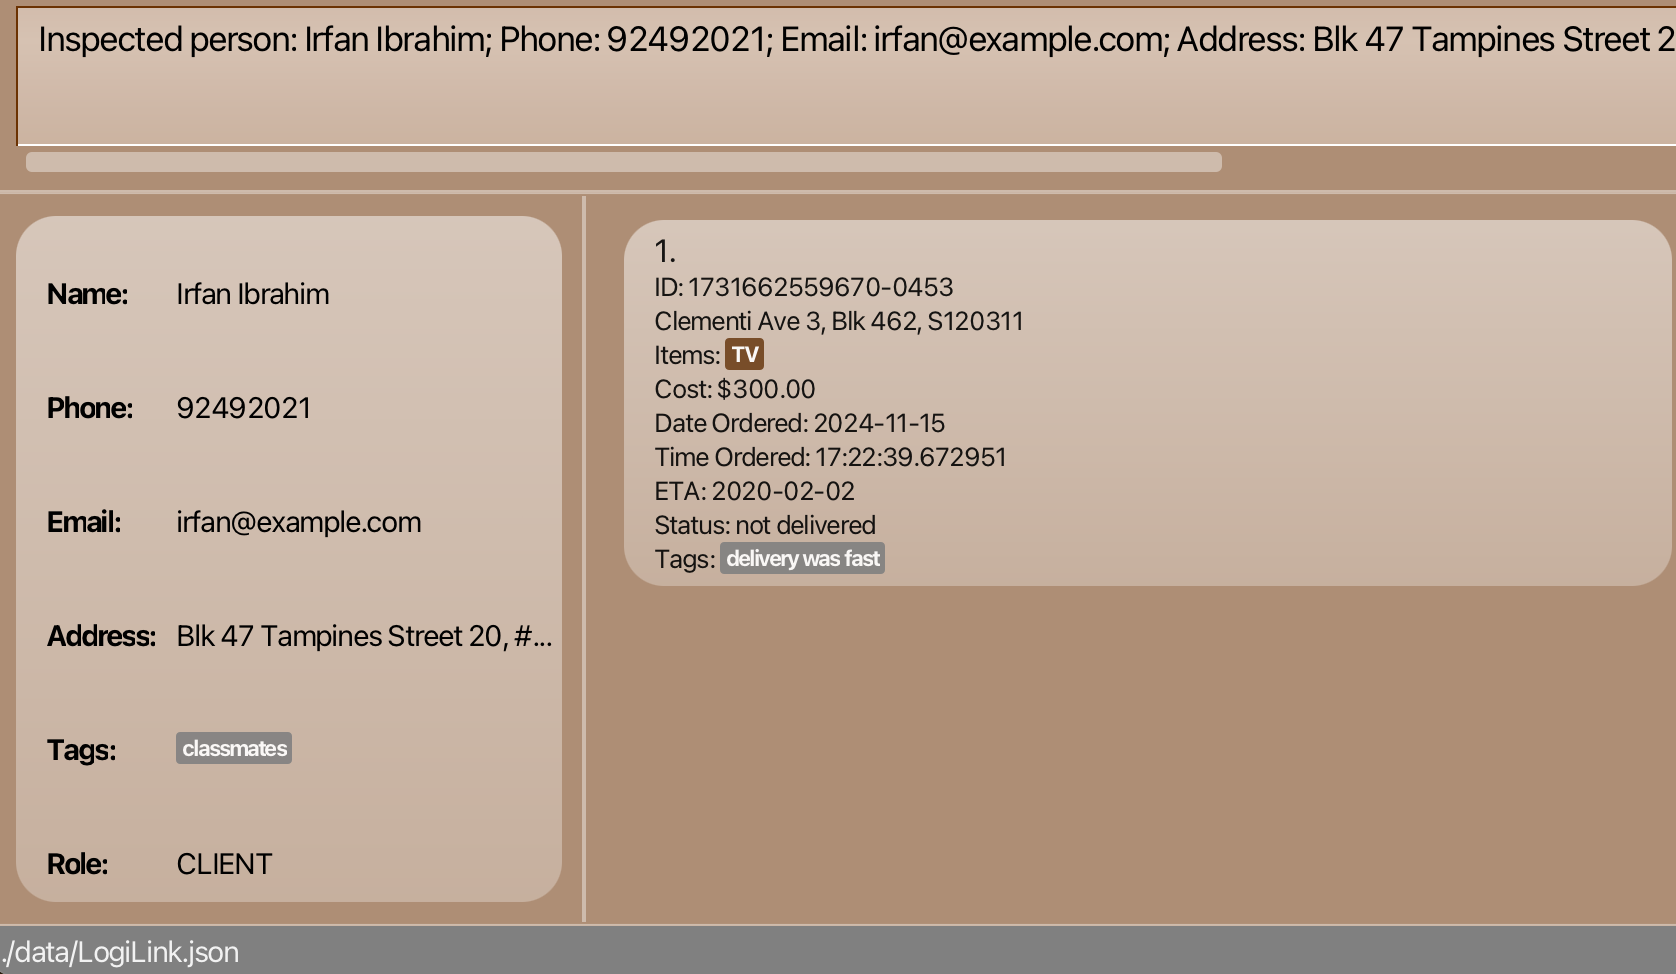 Inspected person: Irfan Ibrahim; Phone: 92492021; Email: irfan@example.com; Address: Blk 47 Tampines Street 2
Name: Irfan Ibrahim
Phone: 92492021
Email: irfan@example.com
Address: Blk 47 Tampines Street 20, #...
Tags: classmates
Role: CLIENT
1.
ID: 1731662559670-0453
Clementi Ave 3, Blk 462, S120311
Items: TV
Cost: $300.00
Date Ordered: 2024-11-15
Time Ordered: 17:22:39.672951
ETA: 2020-02-02
Status: not delivered
Tags: delivery was fast
./data/LogiLink.json